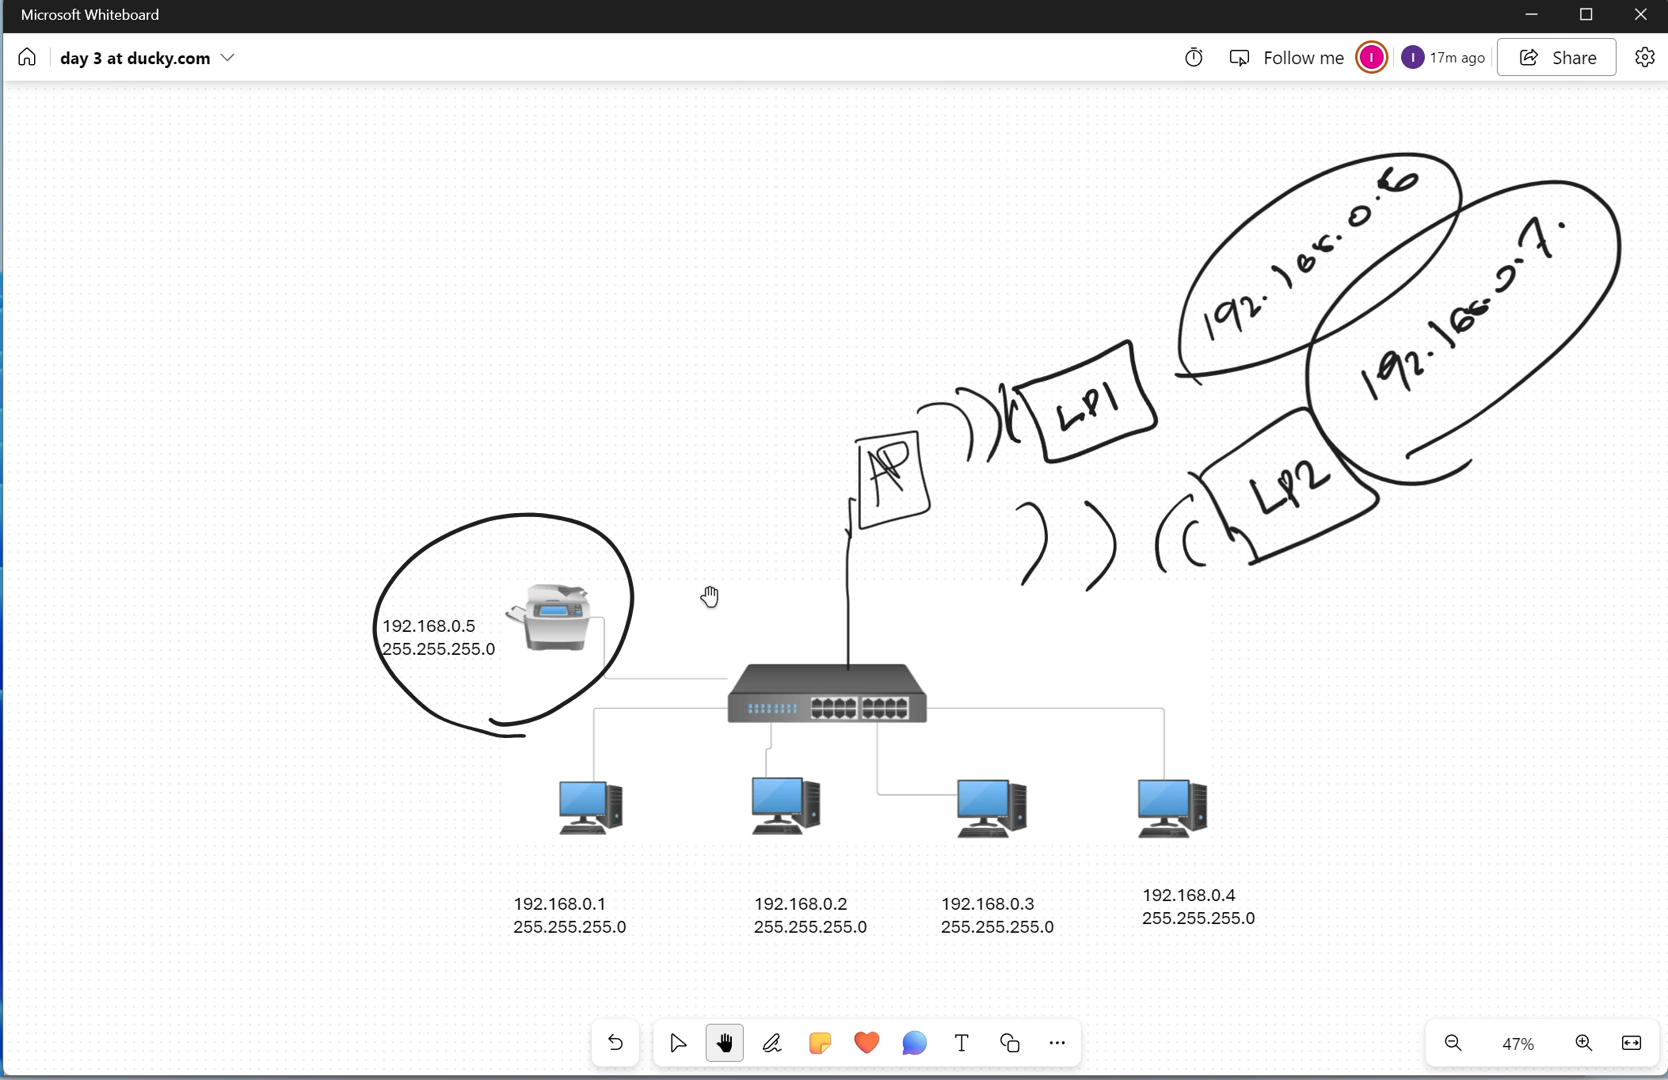 Microsoft Whiteboard
day 3 at ducky.com
Follow me
I
I
17m ago
Share
192.168.0.6
192.168.0.7.
LP1
AP
LP2
192.168.0.5
255.255.255.0
192.168.0.1
255.255.255.0
192.168.0.2
255.255.255.0
192.168.0.3
255.255.255.0
192.168.0.4
255.255.255.0
T
47%